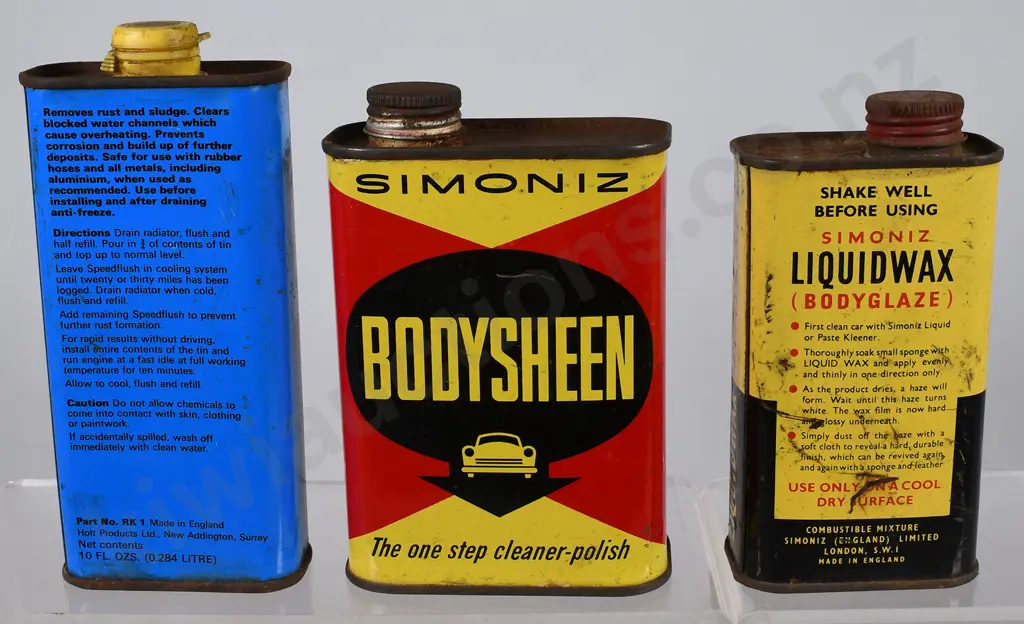 Removes rust and sludge. Clears
blocked water channels which
cause overheating. Prevents
corrosion and build up of further
deposits. Safe for use with rubber
hoses and all metals, including
aluminium, when used as
recommended. Use before
installing and after draining
anti-freeze.
Directions Drain radiator, flush and
half refill. Pour in ¾ of contents of tin
and top up to normal level.
Leave Speedflush in cooling system
until twenty or thirty miles has been
logged. Drain radiator when cold,
flush and refill.
Add remaining Speedflush to prevent
further rust formation.
For rapid results without driving,
install entire contents of the tin and
run engine at a fast idle at full working
temperature for ten minutes.
Allow to cool, flush and refill.
Caution Do not allow chemicals to
come into contact with skin, clothing
or paintwork.
If accidentally spilled, wash off
immediately with clean water.
Part No. RK 1 Made in England
Holt Products Ltd., New Addington, Surrey
Net contents
10 FL. OZS. (0.284 LITRE)
SIMONIZ
BODYSHEEN
The one step cleaner-polish
SHAKE WELL
BEFORE USING
SIMONIZ
LIQUIDWAX
(BODYGLAZE)
● First clean car with Simoniz Liquid
or Paste Kleener.
● Thoroughly soak small sponge with
LIQUID WAX and apply evenly
and thinly in one direction only.
● As the product dries, a haze will
form. Wait until this haze turns
white. The wax film is now hard
and glossy underneath.
● Simply dust off the haze with a
soft cloth to reveal a hard, durable
finish, which can be revived again
and again with a sponge and leather
USE ONLY ON A COOL
DRY SURFACE
COMBUSTIBLE MIXTURE
SIMONIZ (ENGLAND) LIMITED
LONDON, S.W.1
MADE IN ENGLAND